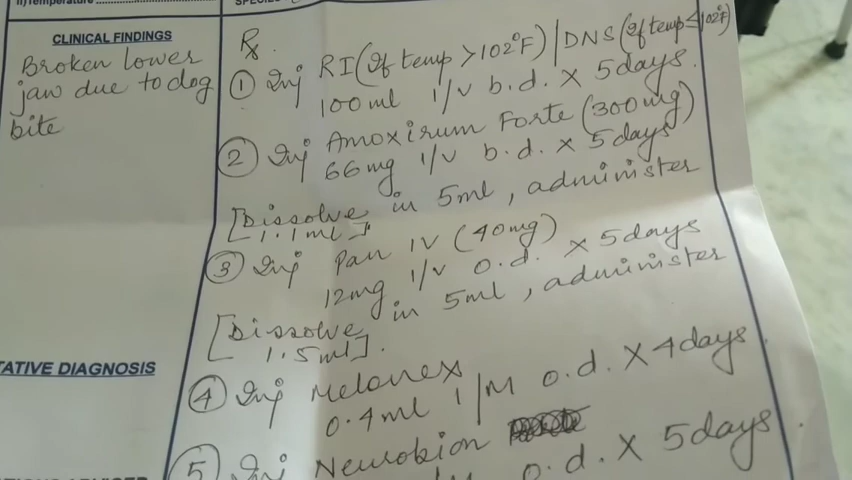 II)Temperature
CLINICAL FINDINGS
Broken lower
jaw due to dog
bite
TATIVE DIAGNOSIS
Rx
① Inj RI (If temp >102°F) | DNS (If temp ≤102°F)
100ml I/V b.d. X 5days.
② Inj Amoxirum Forte (300mg)
66mg I/V b.d. X 5days
[Dissolve in 5ml, administer
1.1ml].
③ Inj Pan IV (40mg)
12mg I/V o.d. X 5days
[Dissolve in 5ml, administer
1.5ml].
④ Inj Melonex
0.4ml I/M o.d. X 4days
⑤ Inj Neurobion
o.d. X 5days.